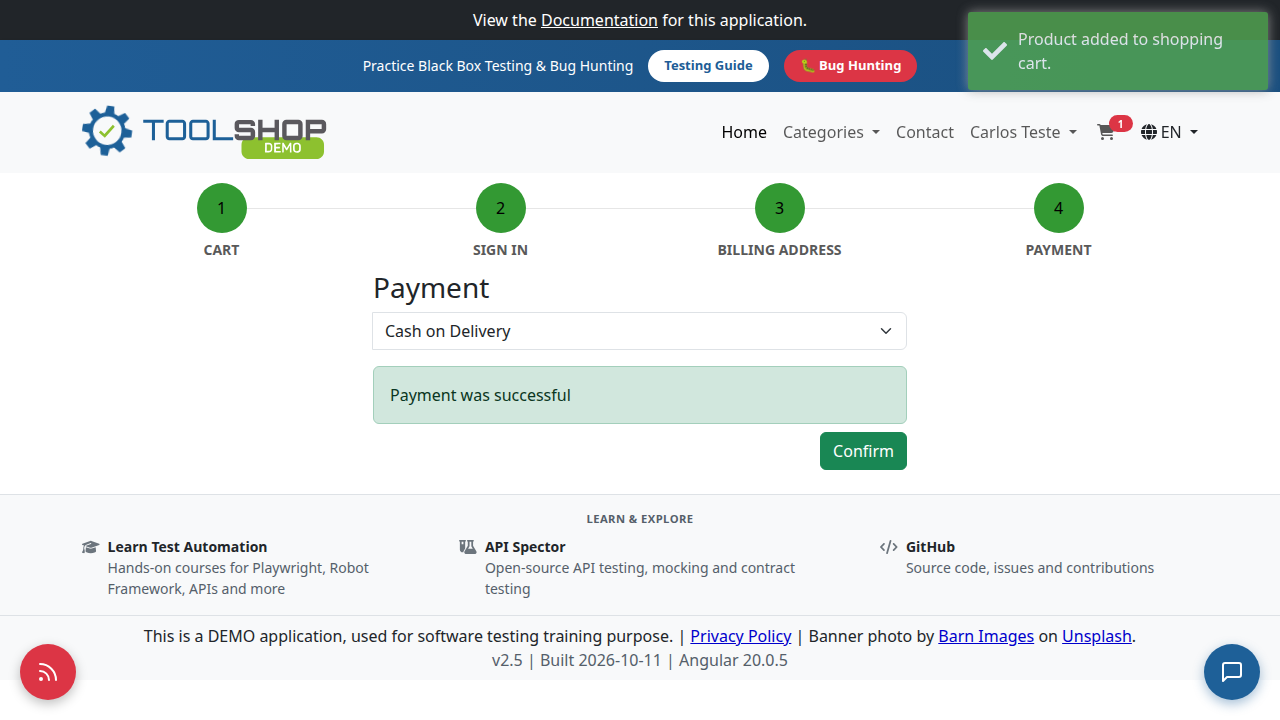 View the Documentation for this application.
Product added to shopping
cart.
Practice Black Box Testing & Bug Hunting
Testing Guide
🐛 Bug Hunting
TOOLSHOP
DEMO
Home
Categories
Contact
Carlos Teste
1
EN
1
2
3
4
CART
SIGN IN
BILLING ADDRESS
PAYMENT
Payment
Cash on Delivery
Payment was successful
Confirm
LEARN & EXPLORE
Learn Test Automation
Hands-on courses for Playwright, Robot
Framework, APIs and more
API Spector
Open-source API testing, mocking and contract
testing
GitHub
Source code, issues and contributions
This is a DEMO application, used for software testing training purpose. | Privacy Policy | Banner photo by Barn Images on Unsplash.
v2.5 | Built 2026-10-11 | Angular 20.0.5